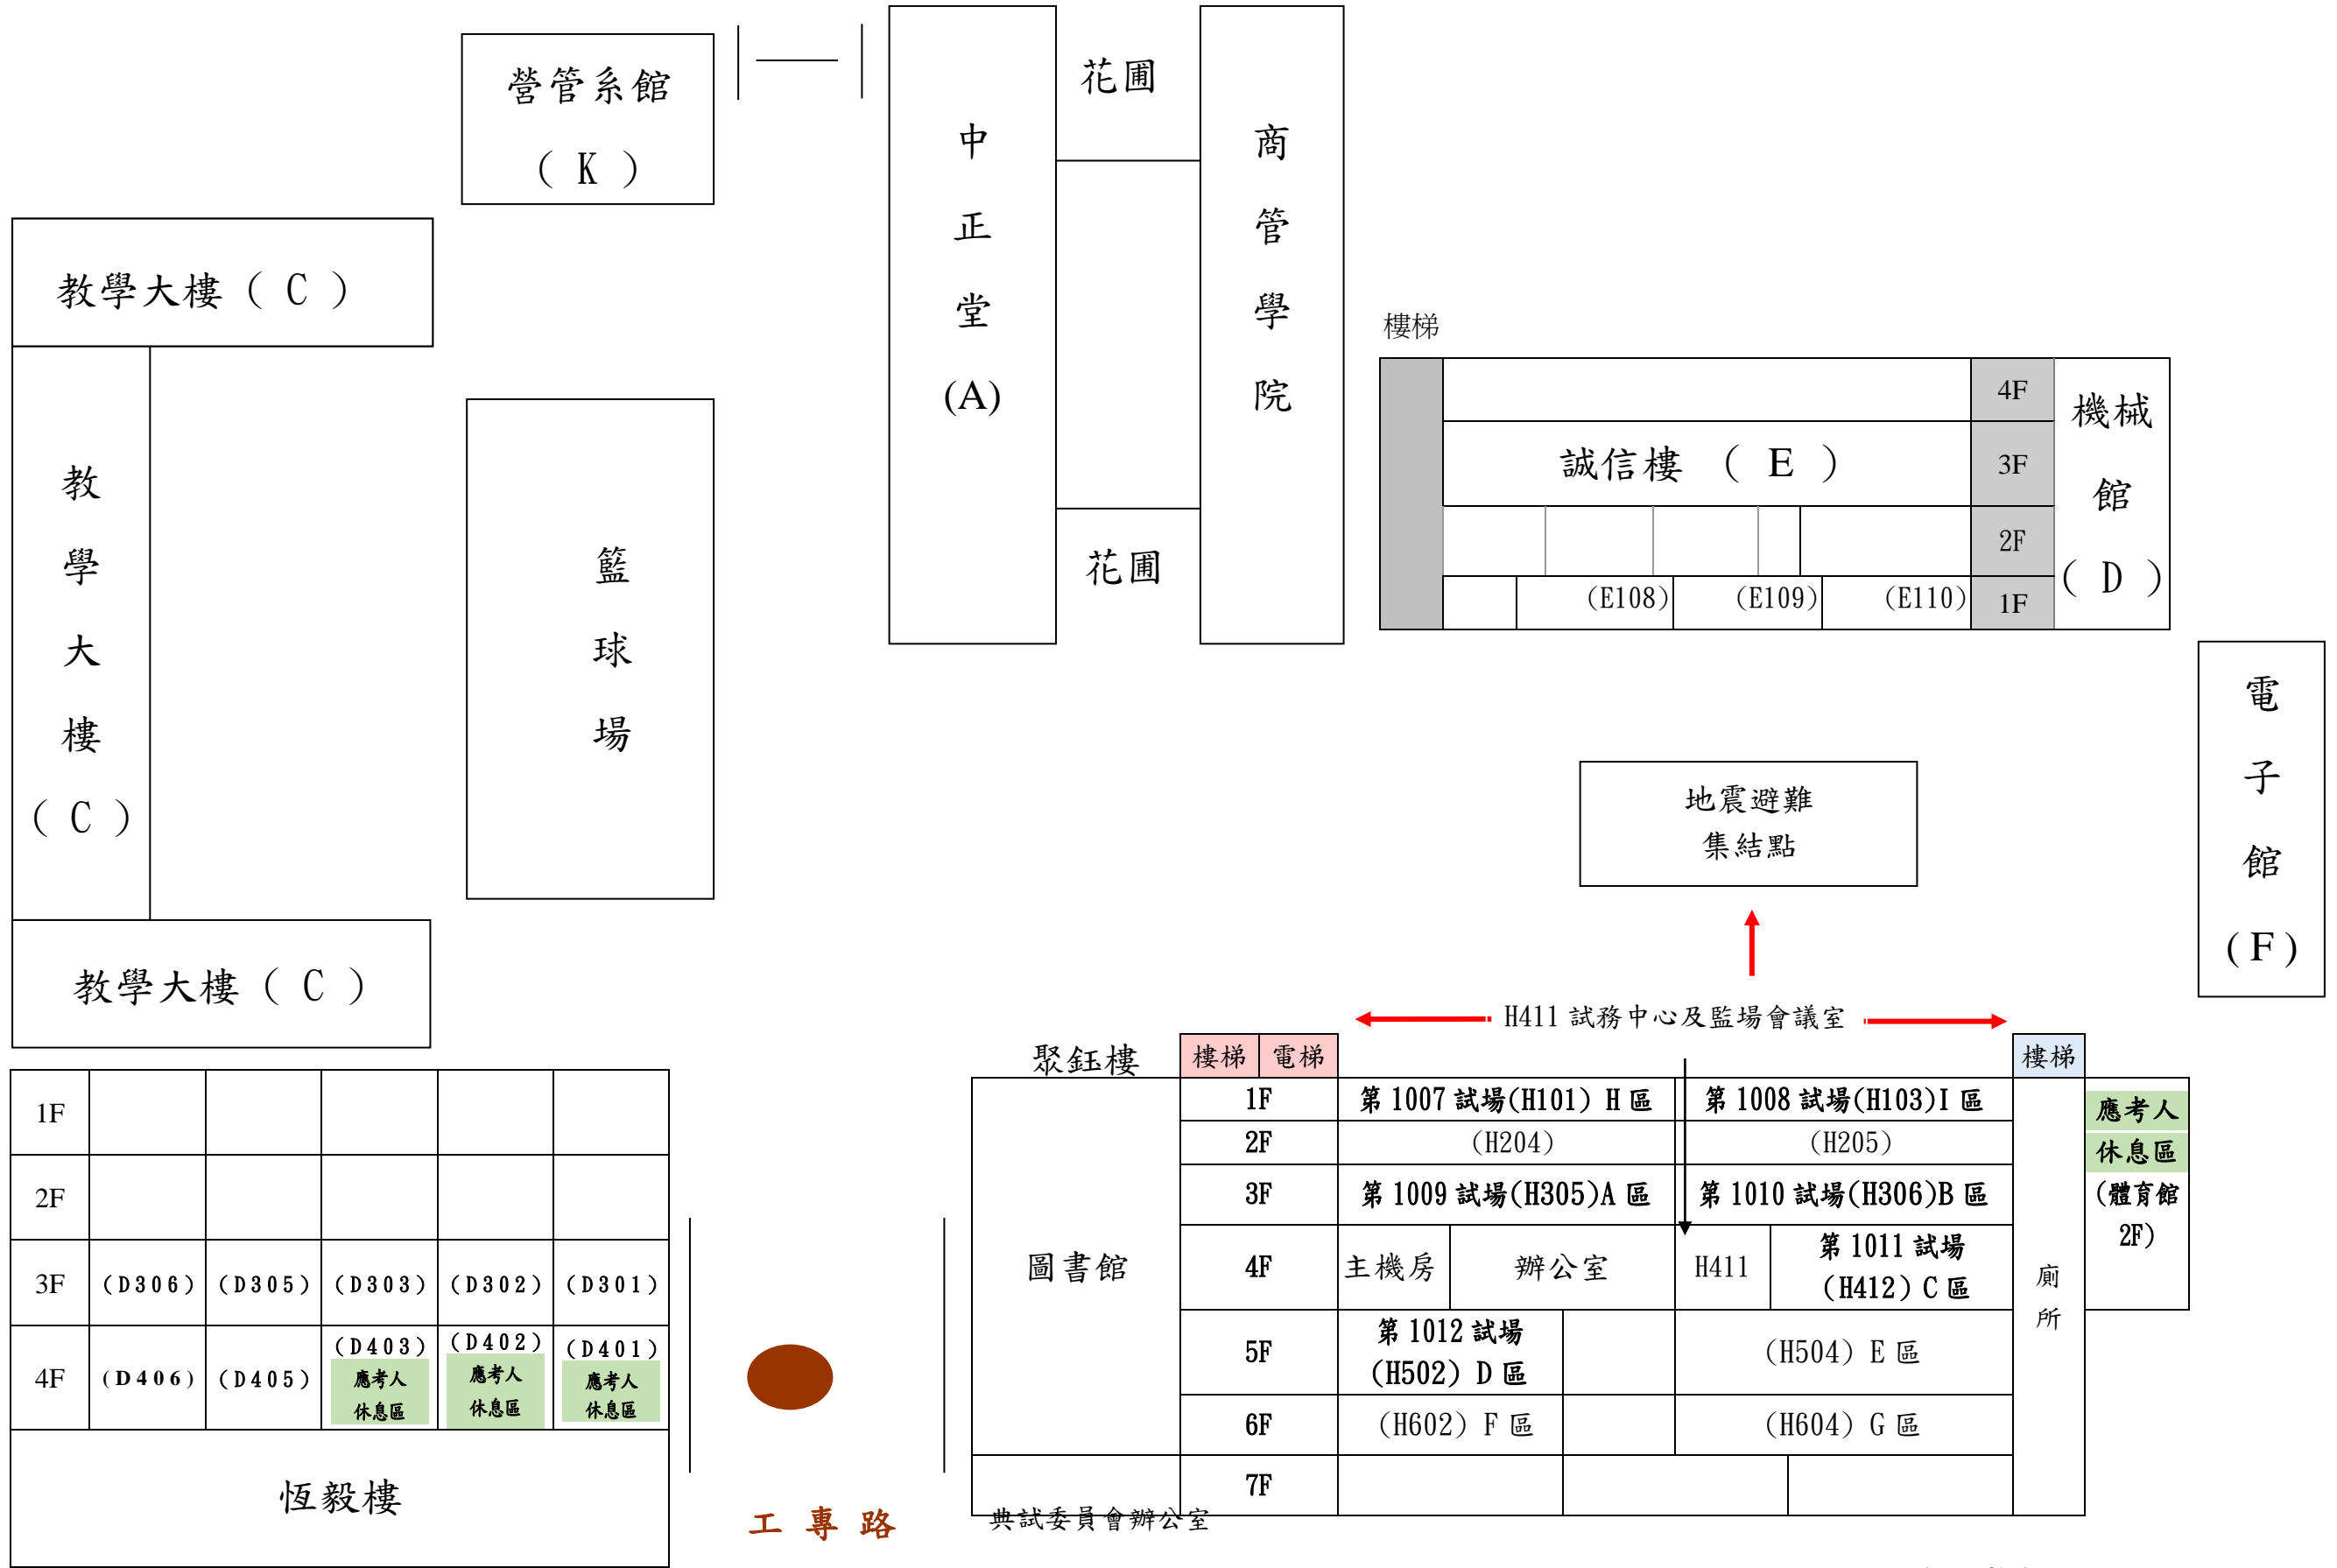 營管系館
( K )
教學大樓 ( C )
教
學
大
樓
( C )
教學大樓 ( C )
籃
球
場
中
正
堂
(A)
花圃
花圃
商
管
學
院
樓梯
4F
誠信樓 ( E )
3F
2F
(E108) (E109) (E110) 1F
機械
館
( D )
電
子
館
( F )
地震避難
集結點
H411 試務中心及監場會議室
聚鈺樓 樓梯 電梯 樓梯
圖書館
1F 第 1007 試場(H101) H 區 第 1008 試場(H103)I 區
2F (H204) (H205)
3F 第 1009 試場(H305)A 區 第 1010 試場(H306)B 區
4F 主機房 辦公室 H411 第 1011 試場
(H412) C 區
5F 第 1012 試場
(H502) D 區 (H504) E 區
6F (H602) F 區 (H604) G 區
7F
廁
所
應考人
休息區
(體育館
2F)
典試委員會辦公室
1F
2F
3F (D306) (D305) (D303) (D302) (D301)
4F (D406) (D405) (D403) (D402) (D401)
應考人 應考人 應考人
休息區 休息區 休息區
恆毅樓
工 專 路